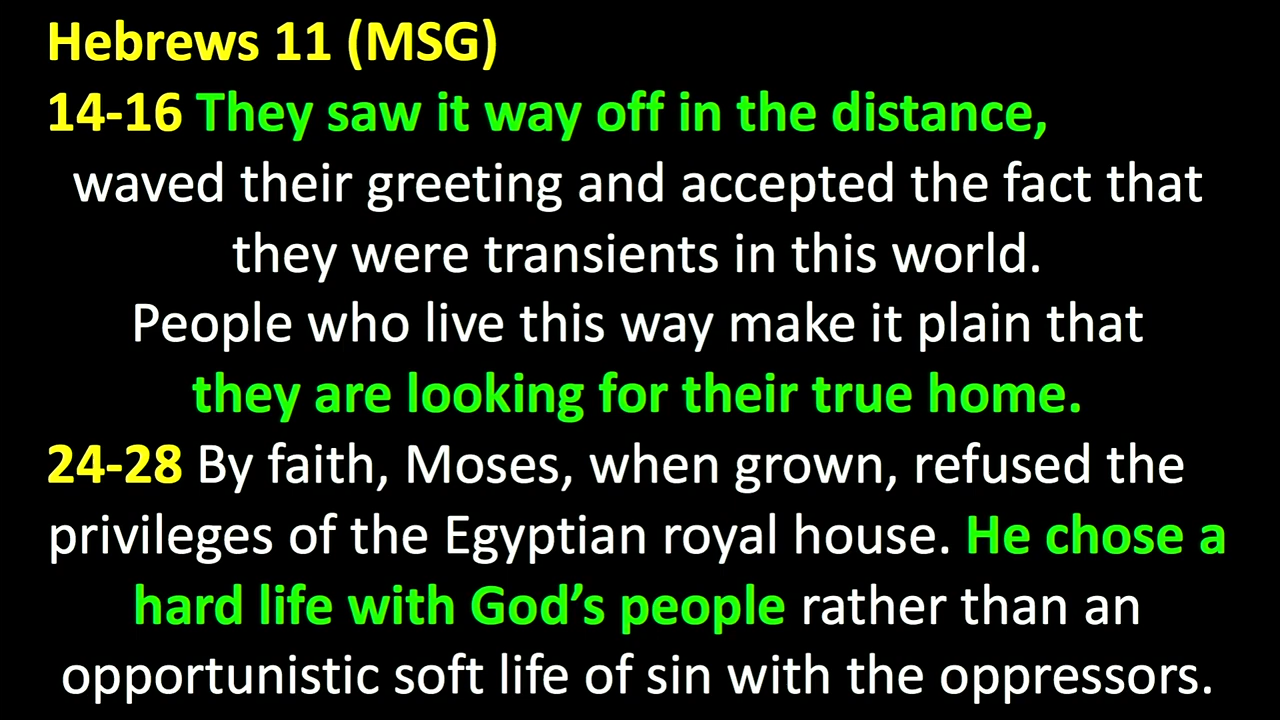 Hebrews 11 (MSG)
14-16 They saw it way off in the distance,
waved their greeting and accepted the fact that
they were transients in this world.
People who live this way make it plain that
they are looking for their true home.
24-28 By faith, Moses, when grown, refused the
privileges of the Egyptian royal house. He chose a
hard life with God’s people rather than an
opportunistic soft life of sin with the oppressors.